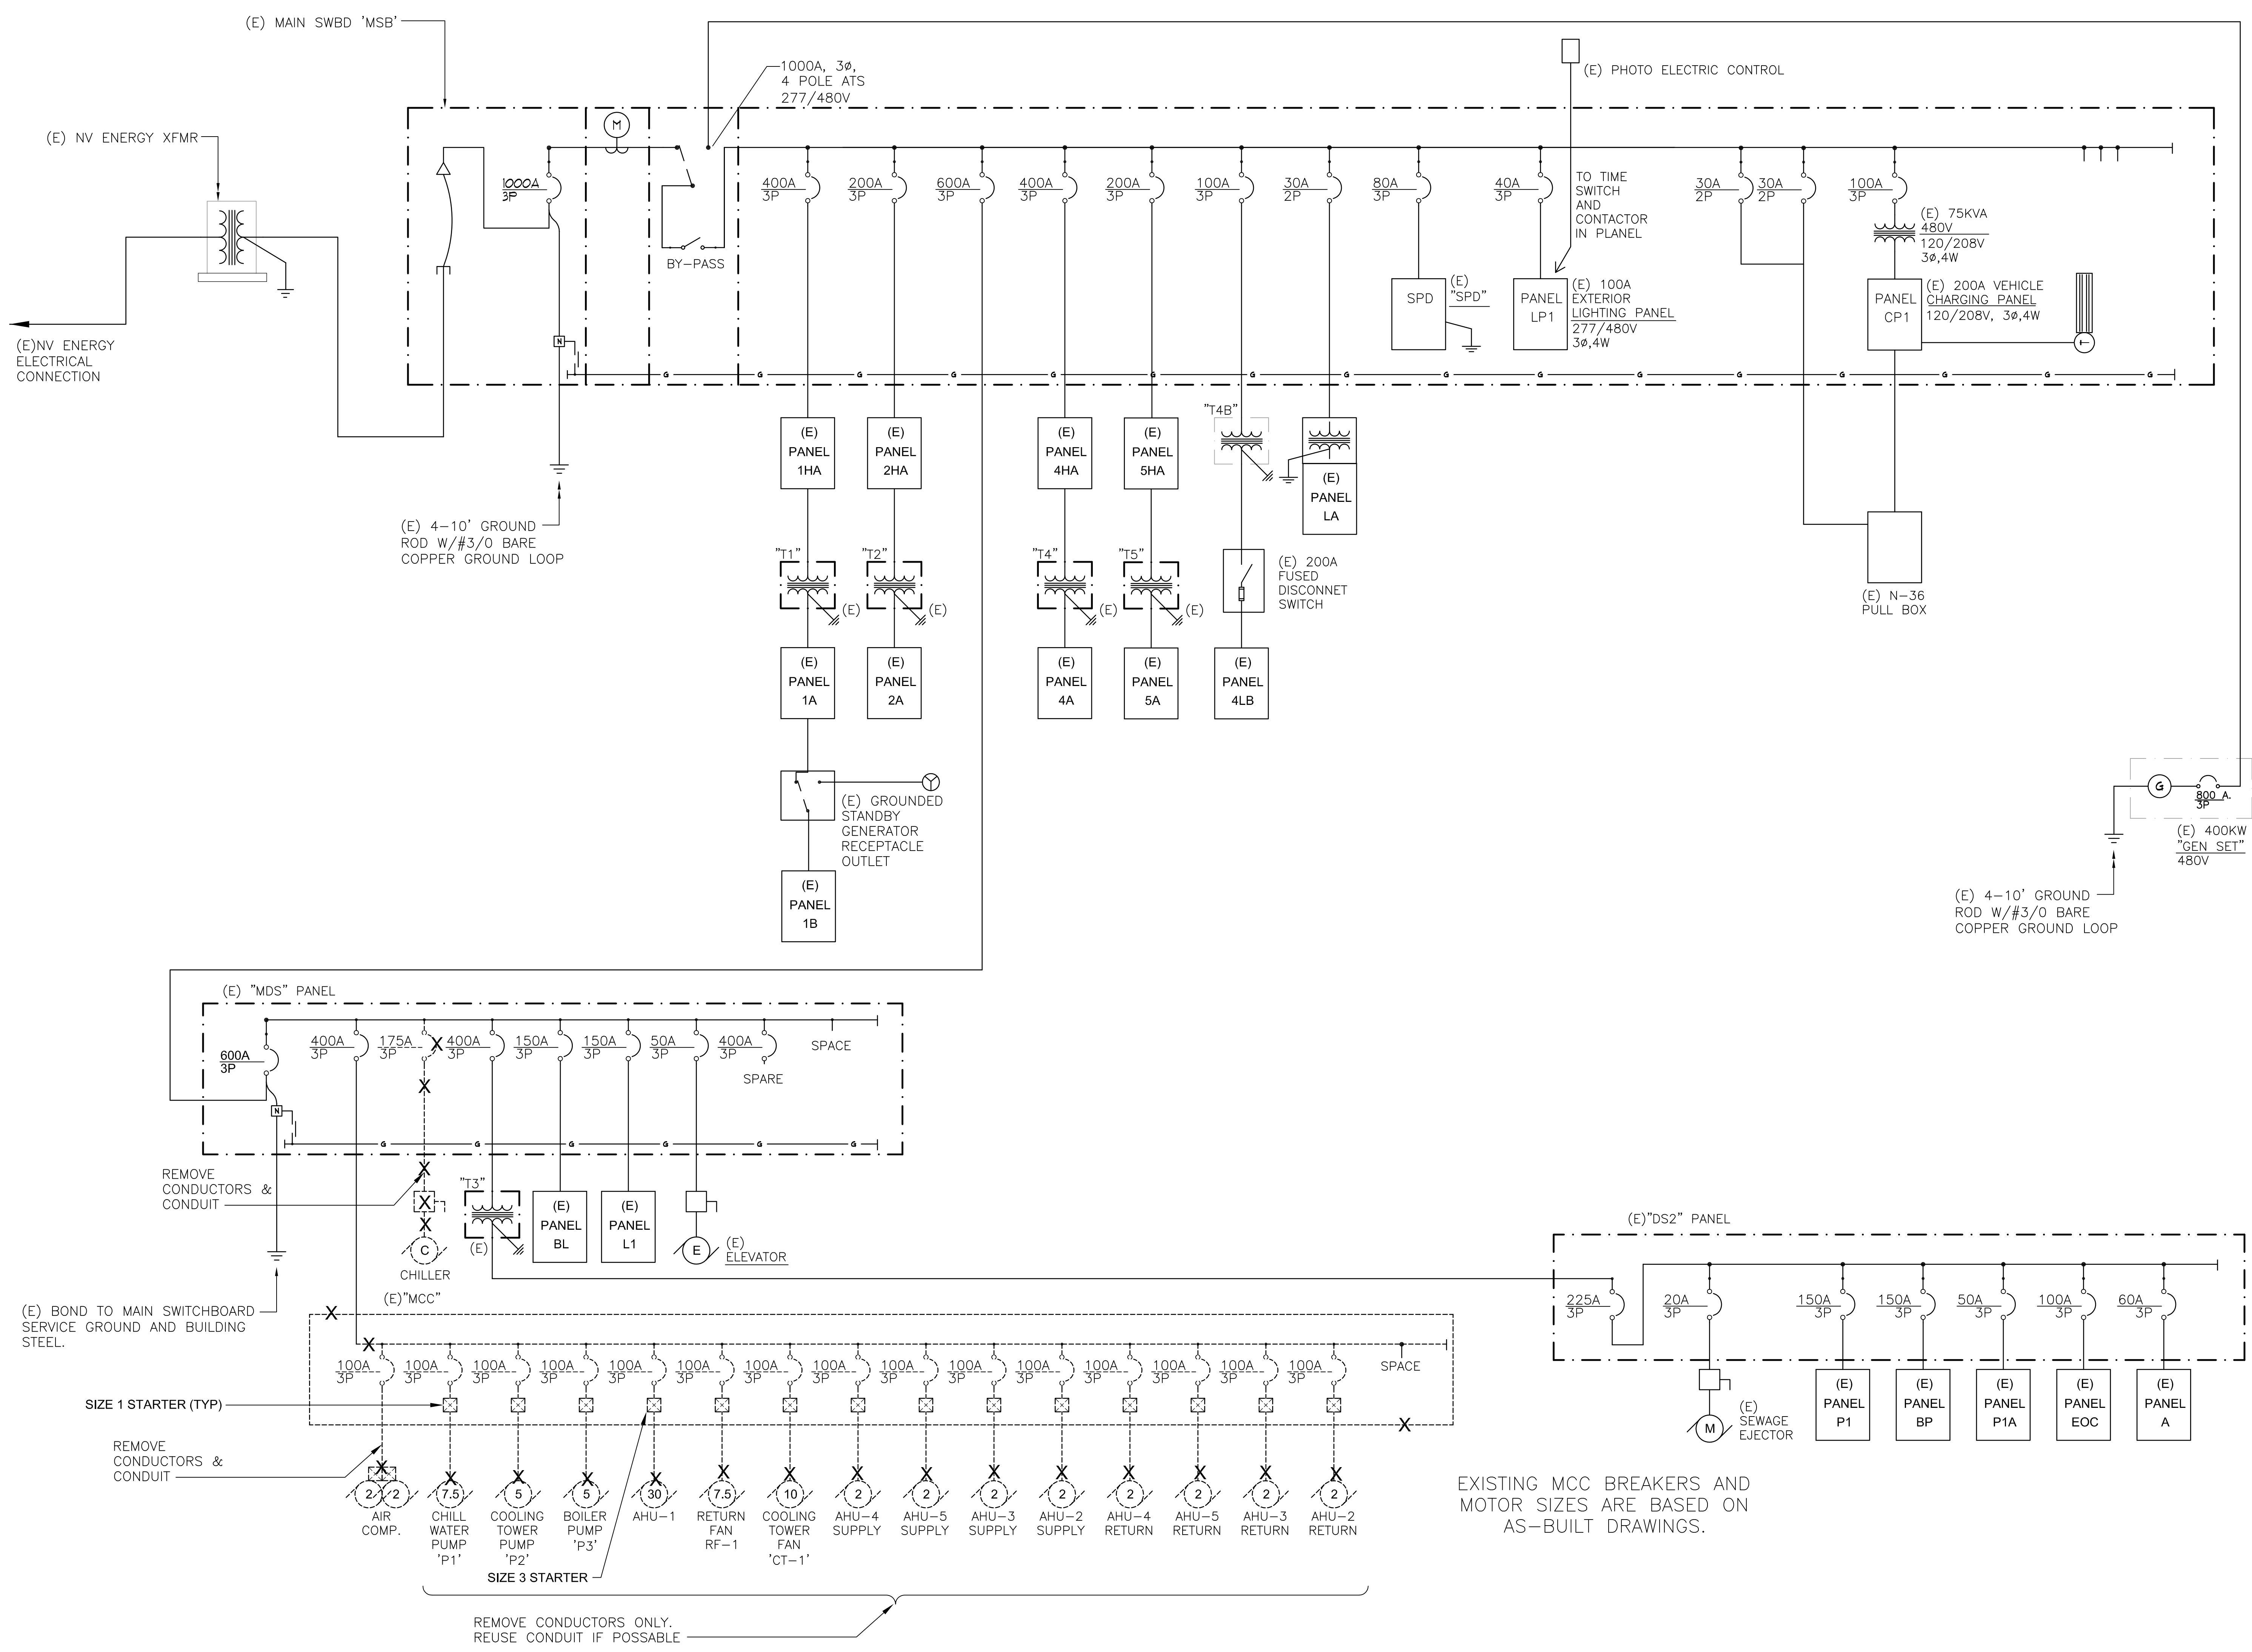 (E) MAIN SWBD 'MSB'
1000A, 3ø,
4 POLE ATS
277/480V
(E) PHOTO ELECTRIC CONTROL
(E) NV ENERGY XFMR
M
1000A
3P
400A
3P
200A
3P
600A
3P
400A
3P
200A
3P
100A
3P
30A
2P
80A
3P
40A
3P
TO TIME
SWITCH
AND
CONTACTOR
IN PLANEL
30A
2P
30A
2P
100A
3P
(E) 75KVA
480V
120/208V
3ø,4W
BY-PASS
SPD
(E)
"SPD"
PANEL
LP1
(E) 100A
EXTERIOR
LIGHTING PANEL
277/480V
3ø,4W
PANEL
CP1
(E) 200A VEHICLE
CHARGING PANEL
120/208V, 3ø,4W
T
(E)NV ENERGY
ELECTRICAL
CONNECTION
N
G G G G G G G G G G G G G G G G
(E)
PANEL
1HA
(E)
PANEL
2HA
(E)
PANEL
4HA
(E)
PANEL
5HA
"T4B"
(E)
PANEL
LA
(E) 4-10' GROUND
ROD W/#3/0 BARE
COPPER GROUND LOOP
"T1"
(E)
"T2"
(E)
"T4"
(E)
"T5"
(E)
(E) 200A
FUSED
DISCONNET
SWITCH
(E) N-36
PULL BOX
(E)
PANEL
1A
(E)
PANEL
2A
(E)
PANEL
4A
(E)
PANEL
5A
(E)
PANEL
4LB
(E) GROUNDED
STANDBY
GENERATOR
RECEPTACLE
OUTLET
(E)
PANEL
1B
G
800 A.
3P
(E) 400KW
"GEN SET"
480V
(E) 4-10' GROUND
ROD W/#3/0 BARE
COPPER GROUND LOOP
(E) "MDS" PANEL
600A
3P
400A
3P
175A
3P
400A
3P
150A
3P
150A
3P
50A
3P
400A
3P
SPARE
SPACE
N
G G G G G G
REMOVE
CONDUCTORS &
CONDUIT
C
CHILLER
"T3"
(E)
(E)
PANEL
BL
(E)
PANEL
L1
E
(E)
ELEVATOR
(E) BOND TO MAIN SWITCHBOARD
SERVICE GROUND AND BUILDING
STEEL.
(E)"DS2" PANEL
225A
3P
20A
3P
150A
3P
150A
3P
50A
3P
100A
3P
60A
3P
M
(E)
SEWAGE
EJECTOR
(E)
PANEL
P1
(E)
PANEL
BP
(E)
PANEL
P1A
(E)
PANEL
EOC
(E)
PANEL
A
(E)"MCC"
100A
3P
100A
3P
100A
3P
100A
3P
100A
3P
100A
3P
100A
3P
100A
3P
100A
3P
100A
3P
100A
3P
100A
3P
100A
3P
100A
3P
100A
3P
SPACE
SIZE 1 STARTER (TYP)
REMOVE
CONDUCTORS &
CONDUIT
2 2
AIR
COMP.
7.5
CHILL
WATER
PUMP
'P1'
5
COOLING
TOWER
PUMP
'P2'
5
BOILER
PUMP
'P3'
30
AHU-1
7.5
RETURN
FAN
RF-1
10
COOLING
TOWER
FAN
'CT-1'
2
AHU-4
SUPPLY
2
AHU-5
SUPPLY
2
AHU-3
SUPPLY
2
AHU-2
SUPPLY
2
AHU-4
RETURN
2
AHU-5
RETURN
2
AHU-3
RETURN
2
AHU-2
RETURN
SIZE 3 STARTER
REMOVE CONDUCTORS ONLY.
REUSE CONDUIT IF POSSABLE
EXISTING MCC BREAKERS AND
MOTOR SIZES ARE BASED ON
AS-BUILT DRAWINGS.